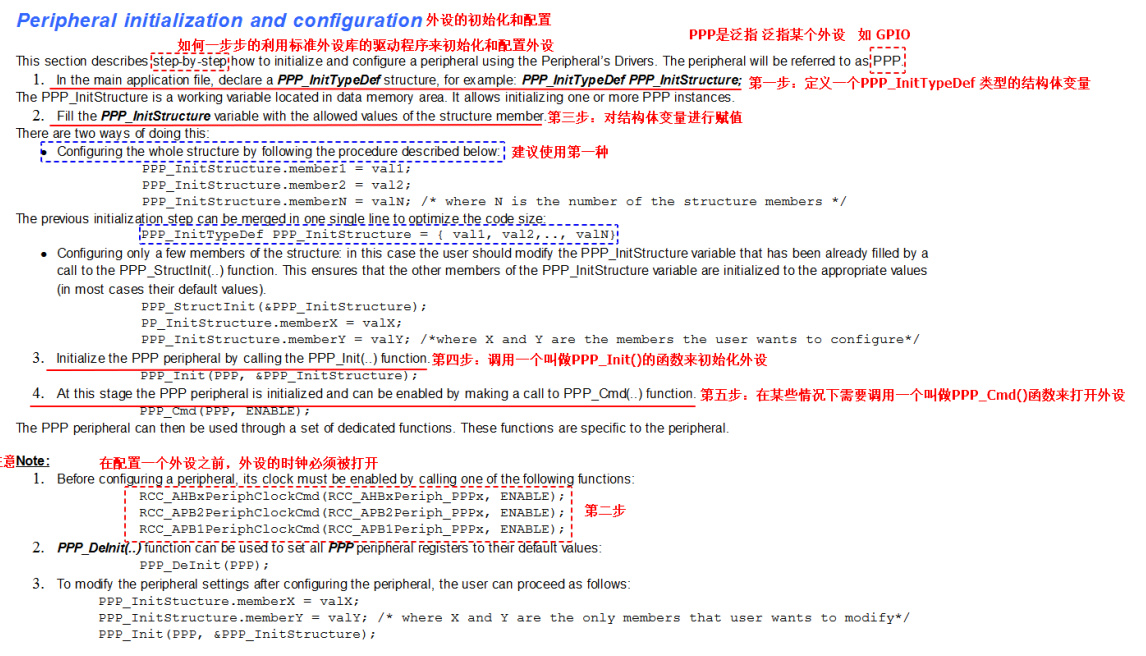 Peripheral initialization and configuration 外设的初始化和配置
PPP是泛指 泛指某个外设 如 GPIO
如何一步步的利用标准外设库的驱动程序来初始化和配置外设
This section describes step-by-step how to initialize and configure a peripheral using the Peripheral's Drivers. The peripheral will be referred to as PPP.
1. In the main application file, declare a PPP_InitTypeDef structure, for example: PPP_InitTypeDef PPP_InitStructure; 第一步：定义一个PPP_InitTypeDef 类型的结构体变量
The PPP_InitStructure is a working variable located in data memory area. It allows initializing one or more PPP instances.
2. Fill the PPP_InitStructure variable with the allowed values of the structure member. 第三步：对结构体变量进行赋值
There are two ways of doing this:
• Configuring the whole structure by following the procedure described below: 建议使用第一种
PPP_InitStructure.member1 = val1;
PPP_InitStructure.member2 = val2;
PPP_InitStructure.memberN = valN; /* where N is the number of the structure members */
The previous initialization step can be merged in one single line to optimize the code size:
PPP_InitTypeDef PPP_InitStructure = { val1, val2,.., valN}
• Configuring only a few members of the structure: in this case the user should modify the PPP_InitStructure variable that has been already filled by a
call to the PPP_StructInit(..) function. This ensures that the other members of the PPP_InitStructure variable are initialized to the appropriate values
(in most cases their default values).
PPP_StructInit(&PPP_InitStructure);
PP_InitStructure.memberX = valX;
PPP_InitStructure.memberY = valY; /*where X and Y are the members the user wants to configure*/
3. Initialize the PPP peripheral by calling the PPP_Init(..) function. 第四步：调用一个叫做PPP_Init()的函数来初始化外设
PPP_Init(PPP, &PPP_InitStructure);
4. At this stage the PPP peripheral is initialized and can be enabled by making a call to PPP_Cmd(..) function. 第五步：在某些情况下需要调用一个叫做PPP_Cmd()函数来打开外设
PPP_Cmd(PPP, ENABLE);
The PPP peripheral can then be used through a set of dedicated functions. These functions are specific to the peripheral.
意Note: 在配置一个外设之前，外设的时钟必须被打开
1. Before configuring a peripheral, its clock must be enabled by calling one of the following functions:
RCC_AHBxPeriphClockCmd(RCC_AHBxPeriph_PPPx, ENABLE);
RCC_APB2PeriphClockCmd(RCC_APB2Periph_PPPx, ENABLE); 第二步
RCC_APB1PeriphClockCmd(RCC_APB1Periph_PPPx, ENABLE);
2. PPP_DeInit(..) function can be used to set all PPP peripheral registers to their default values:
PPP_DeInit(PPP);
3. To modify the peripheral settings after configuring the peripheral, the user can proceed as follows:
PPP_InitStucture.memberX = valX;
PPP_InitStructure.memberY = valY; /* where X and Y are the only members that user wants to modify*/
PPP_Init(PPP, &PPP_InitStructure);